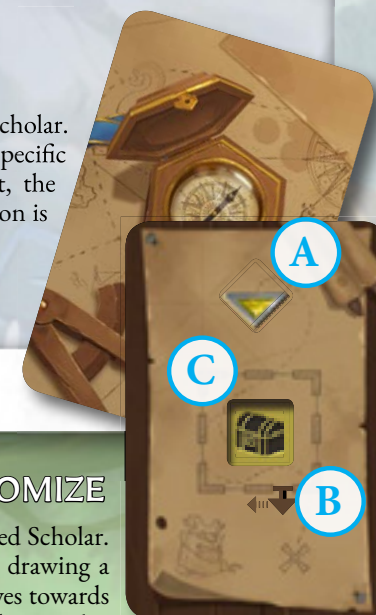 cholar.
pecific
t, the
on is
A
C
B
OMIZE
ed Scholar.
drawing a
ves towards